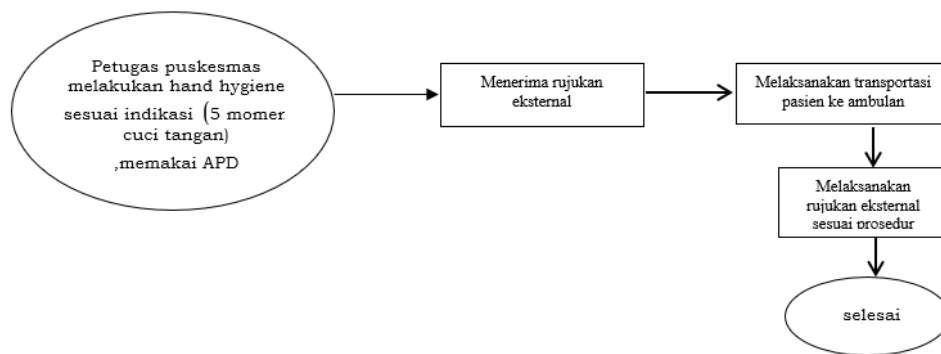 Petugas puskesmas
melakukan hand hygiene
sesuai indikasi (5 momer
cuci tangan)
,memakai APD
Menerima rujukan
eksternal
Melaksanakan transportasi
pasien ke ambulan
Melaksanakan
rujukan eksternal
sesuai prosedur
selesai